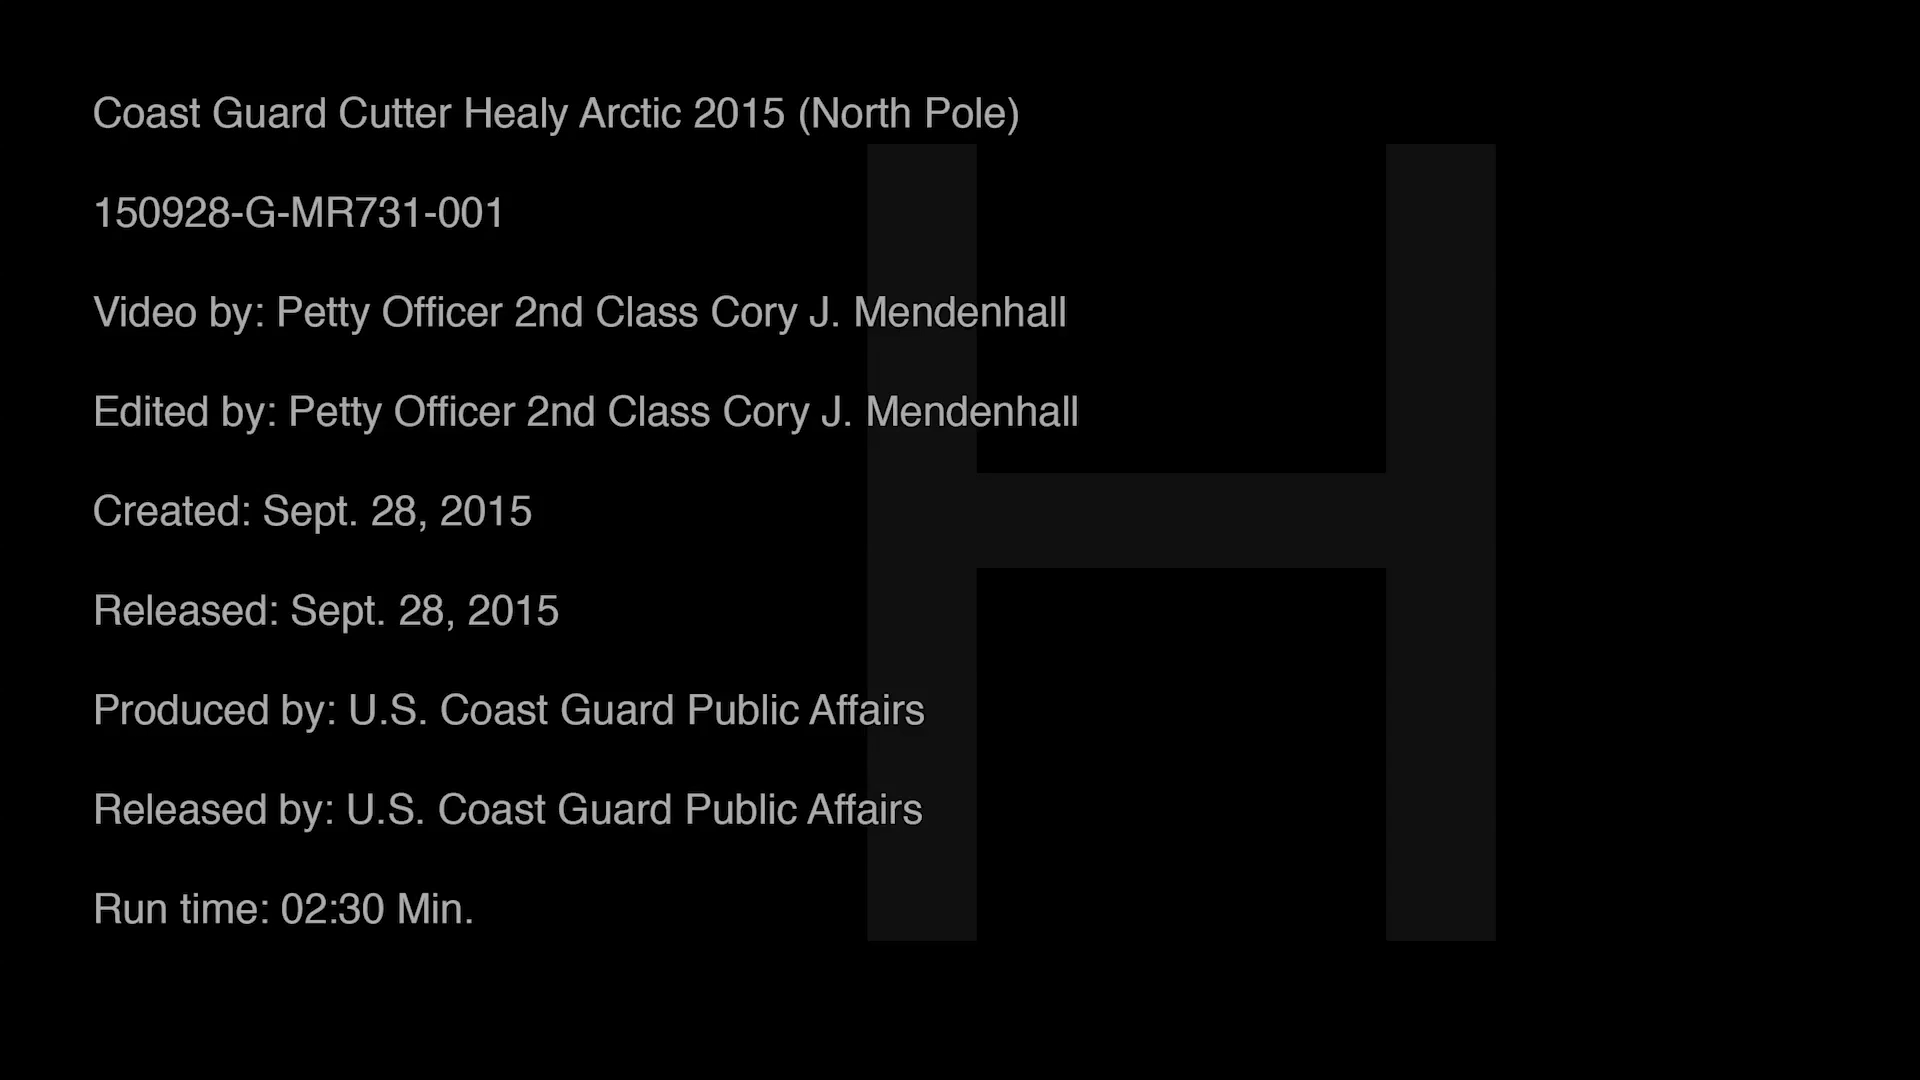 Coast Guard Cutter Healy Arctic 2015 (North Pole)
150928-G-MR731-001
Video by: Petty Officer 2nd Class Cory J. Mendenhall
Edited by: Petty Officer 2nd Class Cory J. Mendenhall
Created: Sept. 28, 2015
Released: Sept. 28, 2015
Produced by: U.S. Coast Guard Public Affairs
Released by: U.S. Coast Guard Public Affairs
Run time: 02:30 Min.
H